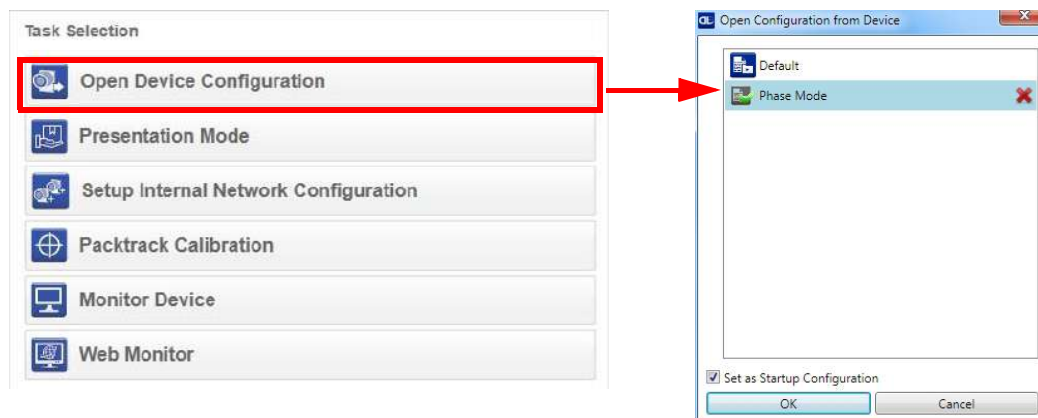 Task Selection
Open Device Configuration
Presentation Mode
Setup Internal Network Configuration
Packtrack Calibration
Monitor Device
Web Monitor
DL Open Configuration from Device
Default
Phase Mode
Set as Startup Configuration
OK Cancel